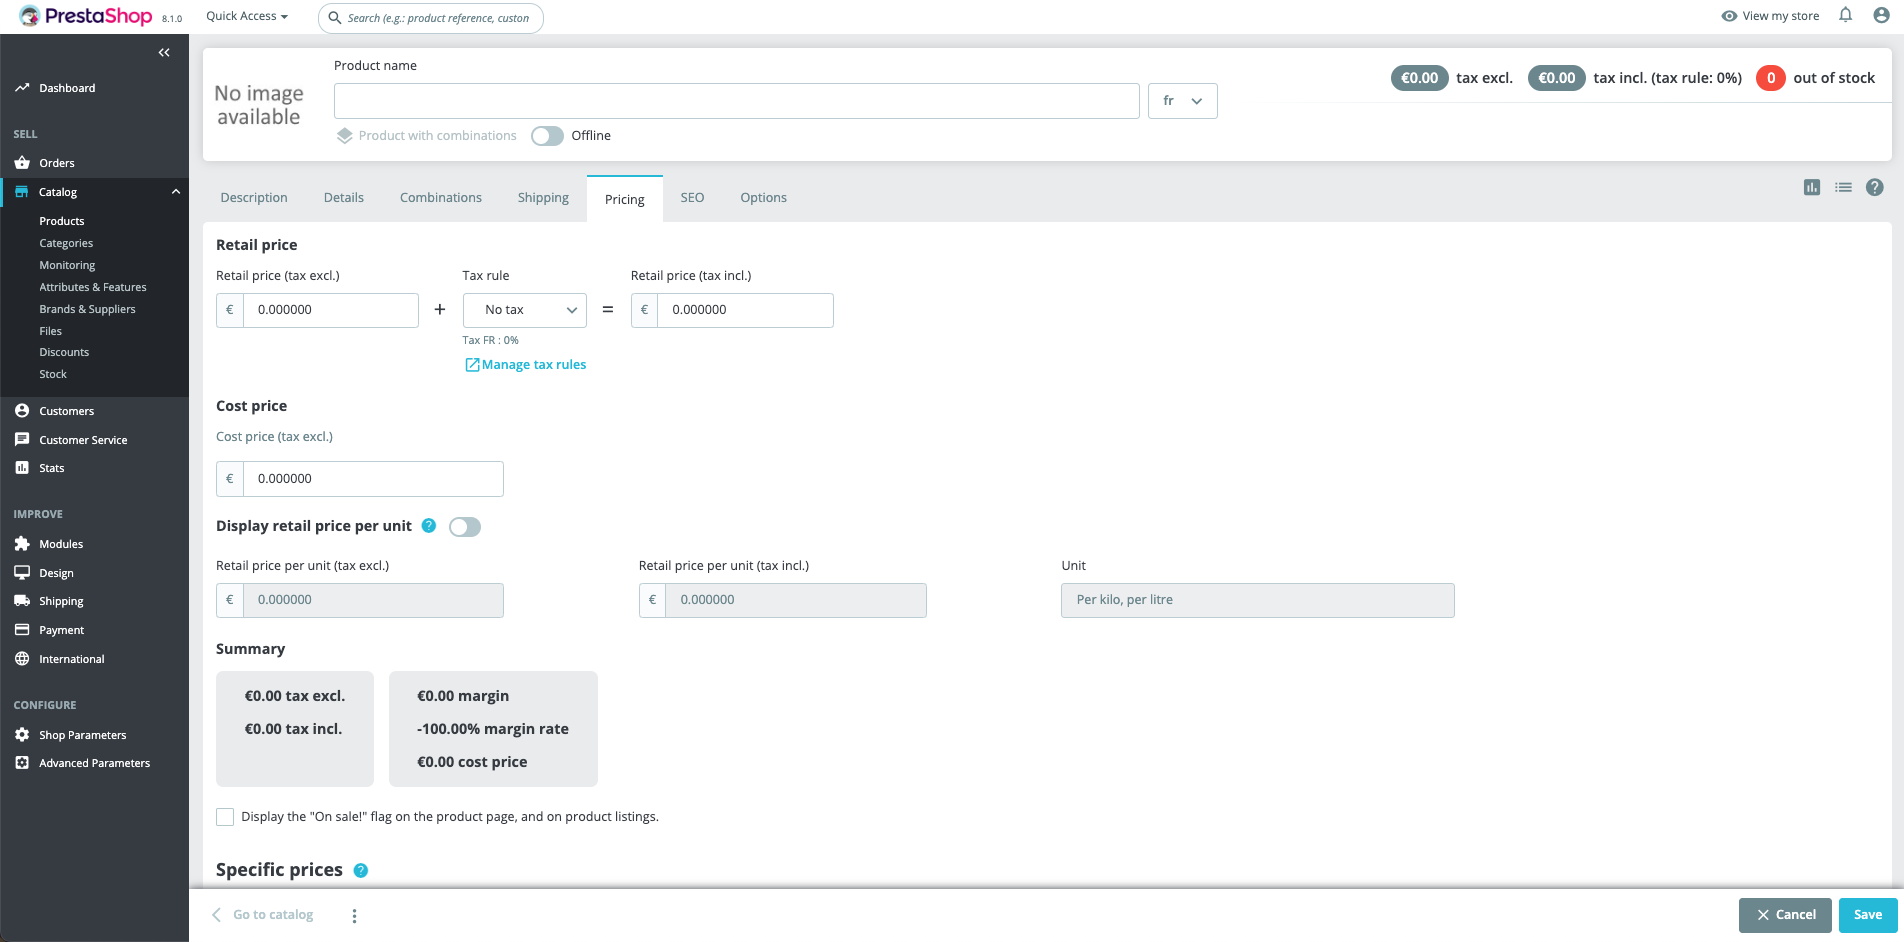 PrestaShop 8.1.0
Quick Access
Search (e.g.: product reference, custon
View my store
Dashboard
SELL
Orders
Catalog
Products
Categories
Monitoring
Attributes & Features
Brands & Suppliers
Files
Discounts
Stock
Customers
Customer Service
Stats
IMPROVE
Modules
Design
Shipping
Payment
International
CONFIGURE
Shop Parameters
Advanced Parameters
No image
available
Product name
fr
Product with combinations
Offline
€0.00 tax excl.
€0.00 tax incl. (tax rule: 0%)
0 out of stock
Description
Details
Combinations
Shipping
Pricing
SEO
Options
Retail price
Retail price (tax excl.)
€ 0.000000
+
Tax rule
No tax
Tax FR : 0%
Manage tax rules
=
Retail price (tax incl.)
€ 0.000000
Cost price
Cost price (tax excl.)
€ 0.000000
Display retail price per unit ?
Retail price per unit (tax excl.)
€ 0.000000
Retail price per unit (tax incl.)
€ 0.000000
Unit
Per kilo, per litre
Summary
€0.00 tax excl.
€0.00 tax incl.
€0.00 margin
-100.00% margin rate
€0.00 cost price
Display the "On sale!" flag on the product page, and on product listings.
Specific prices ?
Go to catalog
Cancel
Save